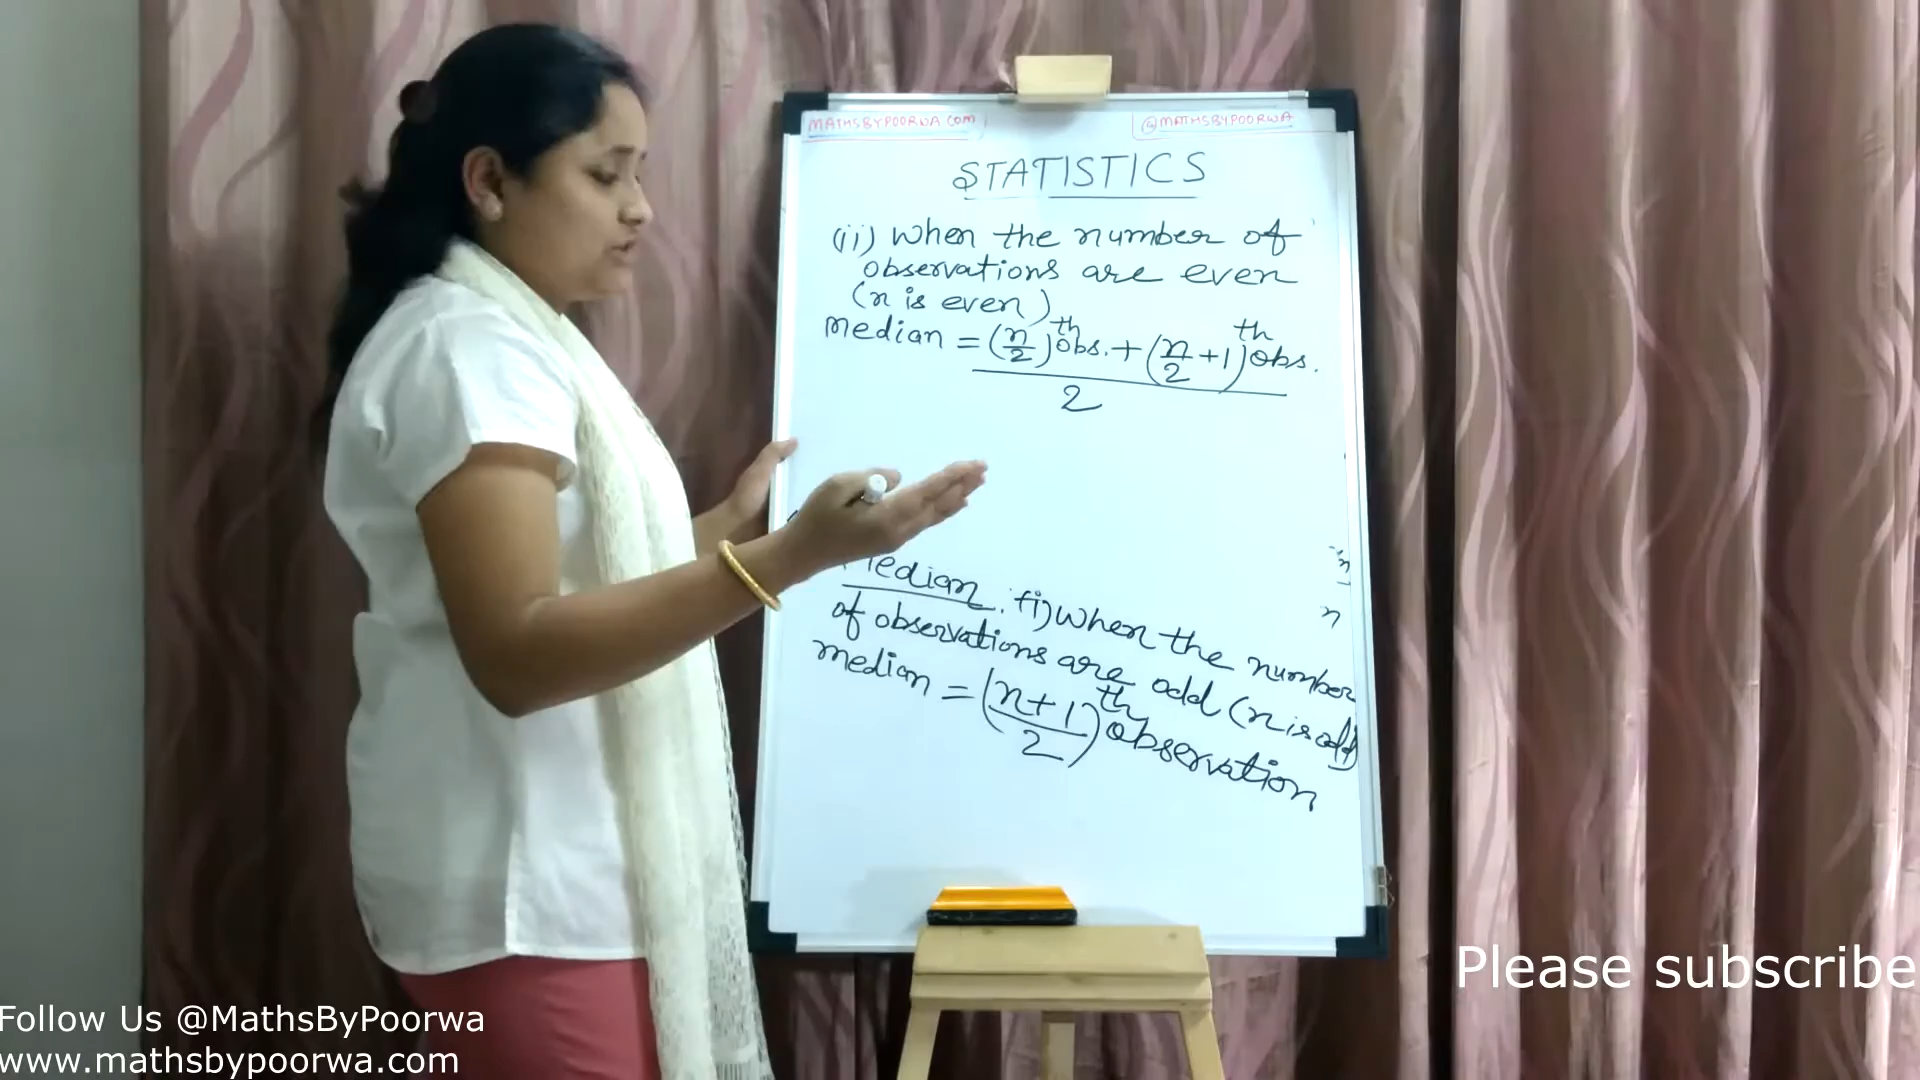 MATHSBYPOORWA.COM
@MATHSBYPOORWA
STATISTICS
(ii) when the number of
observations are even
(n is even)
median = (n/2)th obs. + (n/2 + 1)th obs.
2
Median (i) when the number
of observations are odd (n is odd)
median = (n+1/2)th observation
n
n
Please subscribe
Follow Us @MathsByPoorwa
www.mathsbypoorwa.com